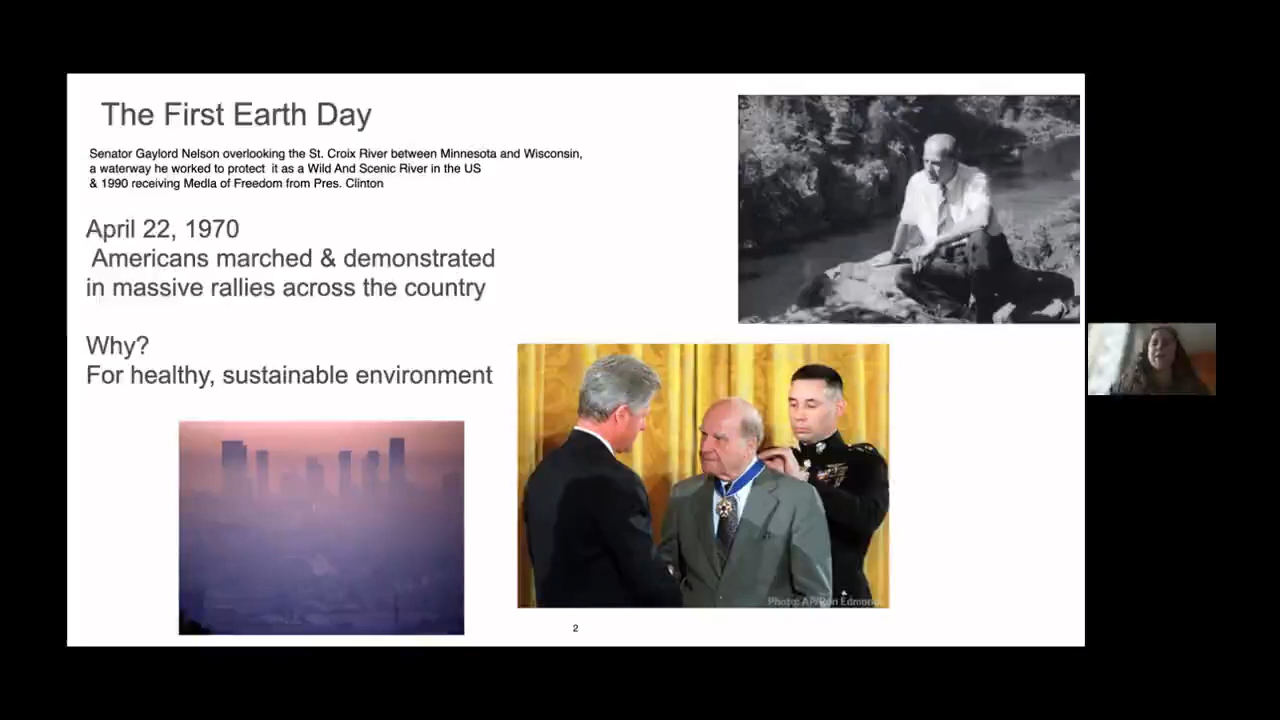 The First Earth Day
Senator Gaylord Nelson overlooking the St. Croix River between Minnesota and Wisconsin,
a waterway he worked to protect it as a Wild And Scenic River in the US
& 1990 receiving Medla of Freedom from Pres. Clinton
April 22, 1970
Americans marched & demonstrated
in massive rallies across the country
Why?
For healthy, sustainable environment
Photo: AP/Ron Edmonds
2